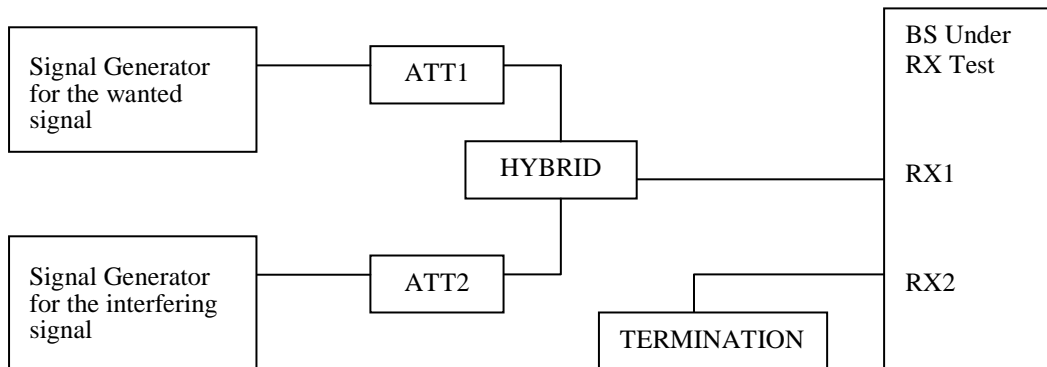 Signal Generator
for the wanted
signal
ATT1
HYBRID
Signal Generator
for the interfering
signal
ATT2
TERMINATION
BS Under
RX Test
RX1
RX2